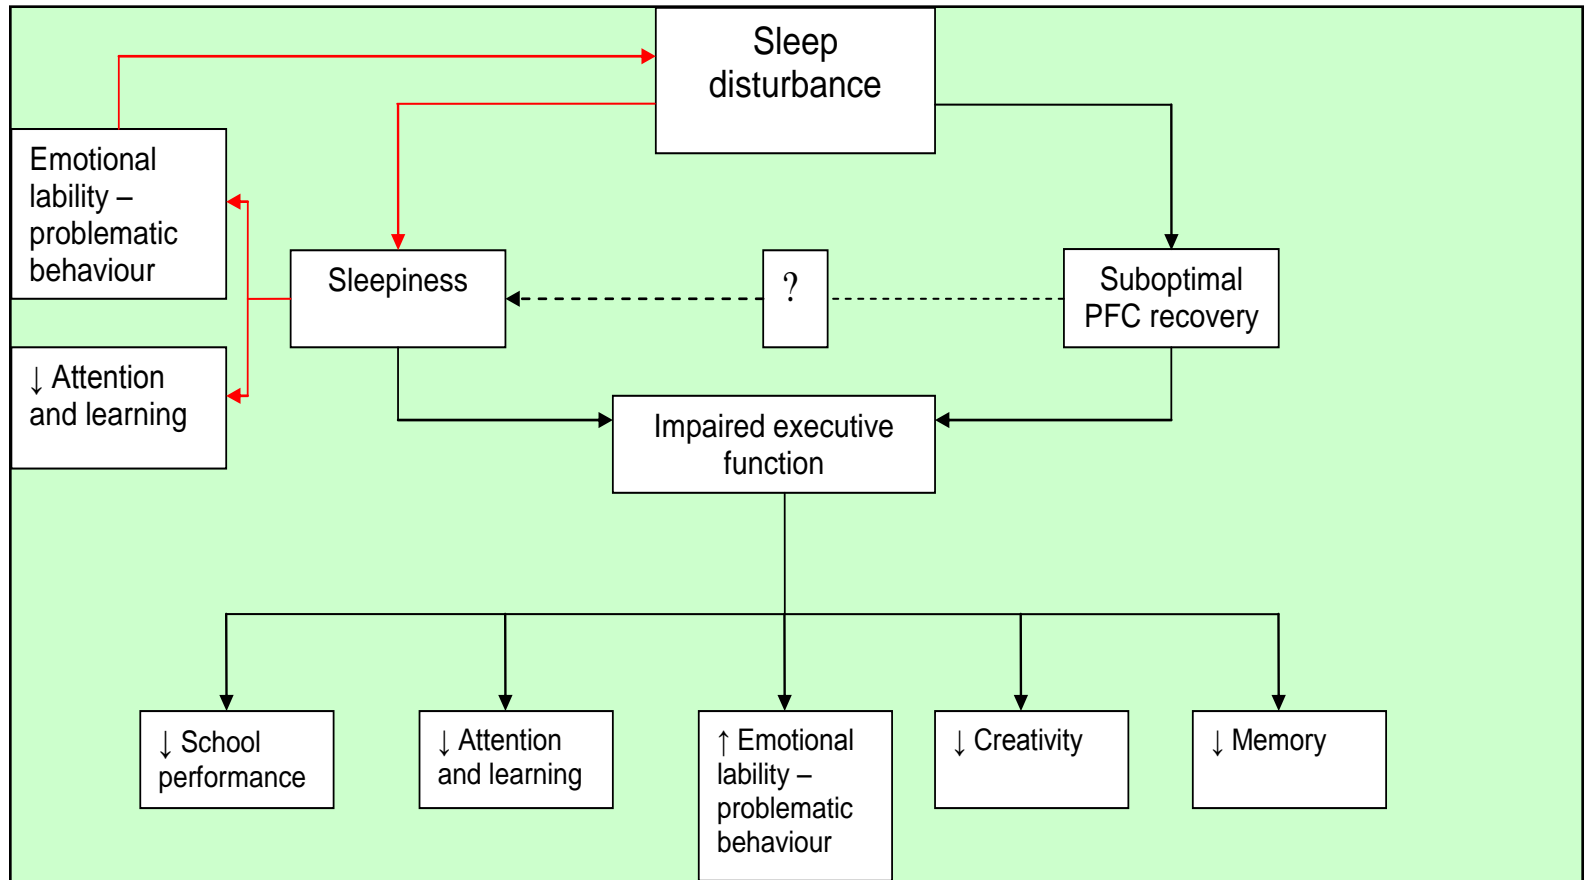 Sleep
disturbance
Emotional
lability –
problematic
behaviour
Sleepiness
?
Suboptimal
PFC recovery
↓ Attention
and learning
Impaired executive
function
↓ School
performance
↓ Attention
and learning
↑ Emotional
lability –
problematic
behaviour
↓ Creativity
↓ Memory